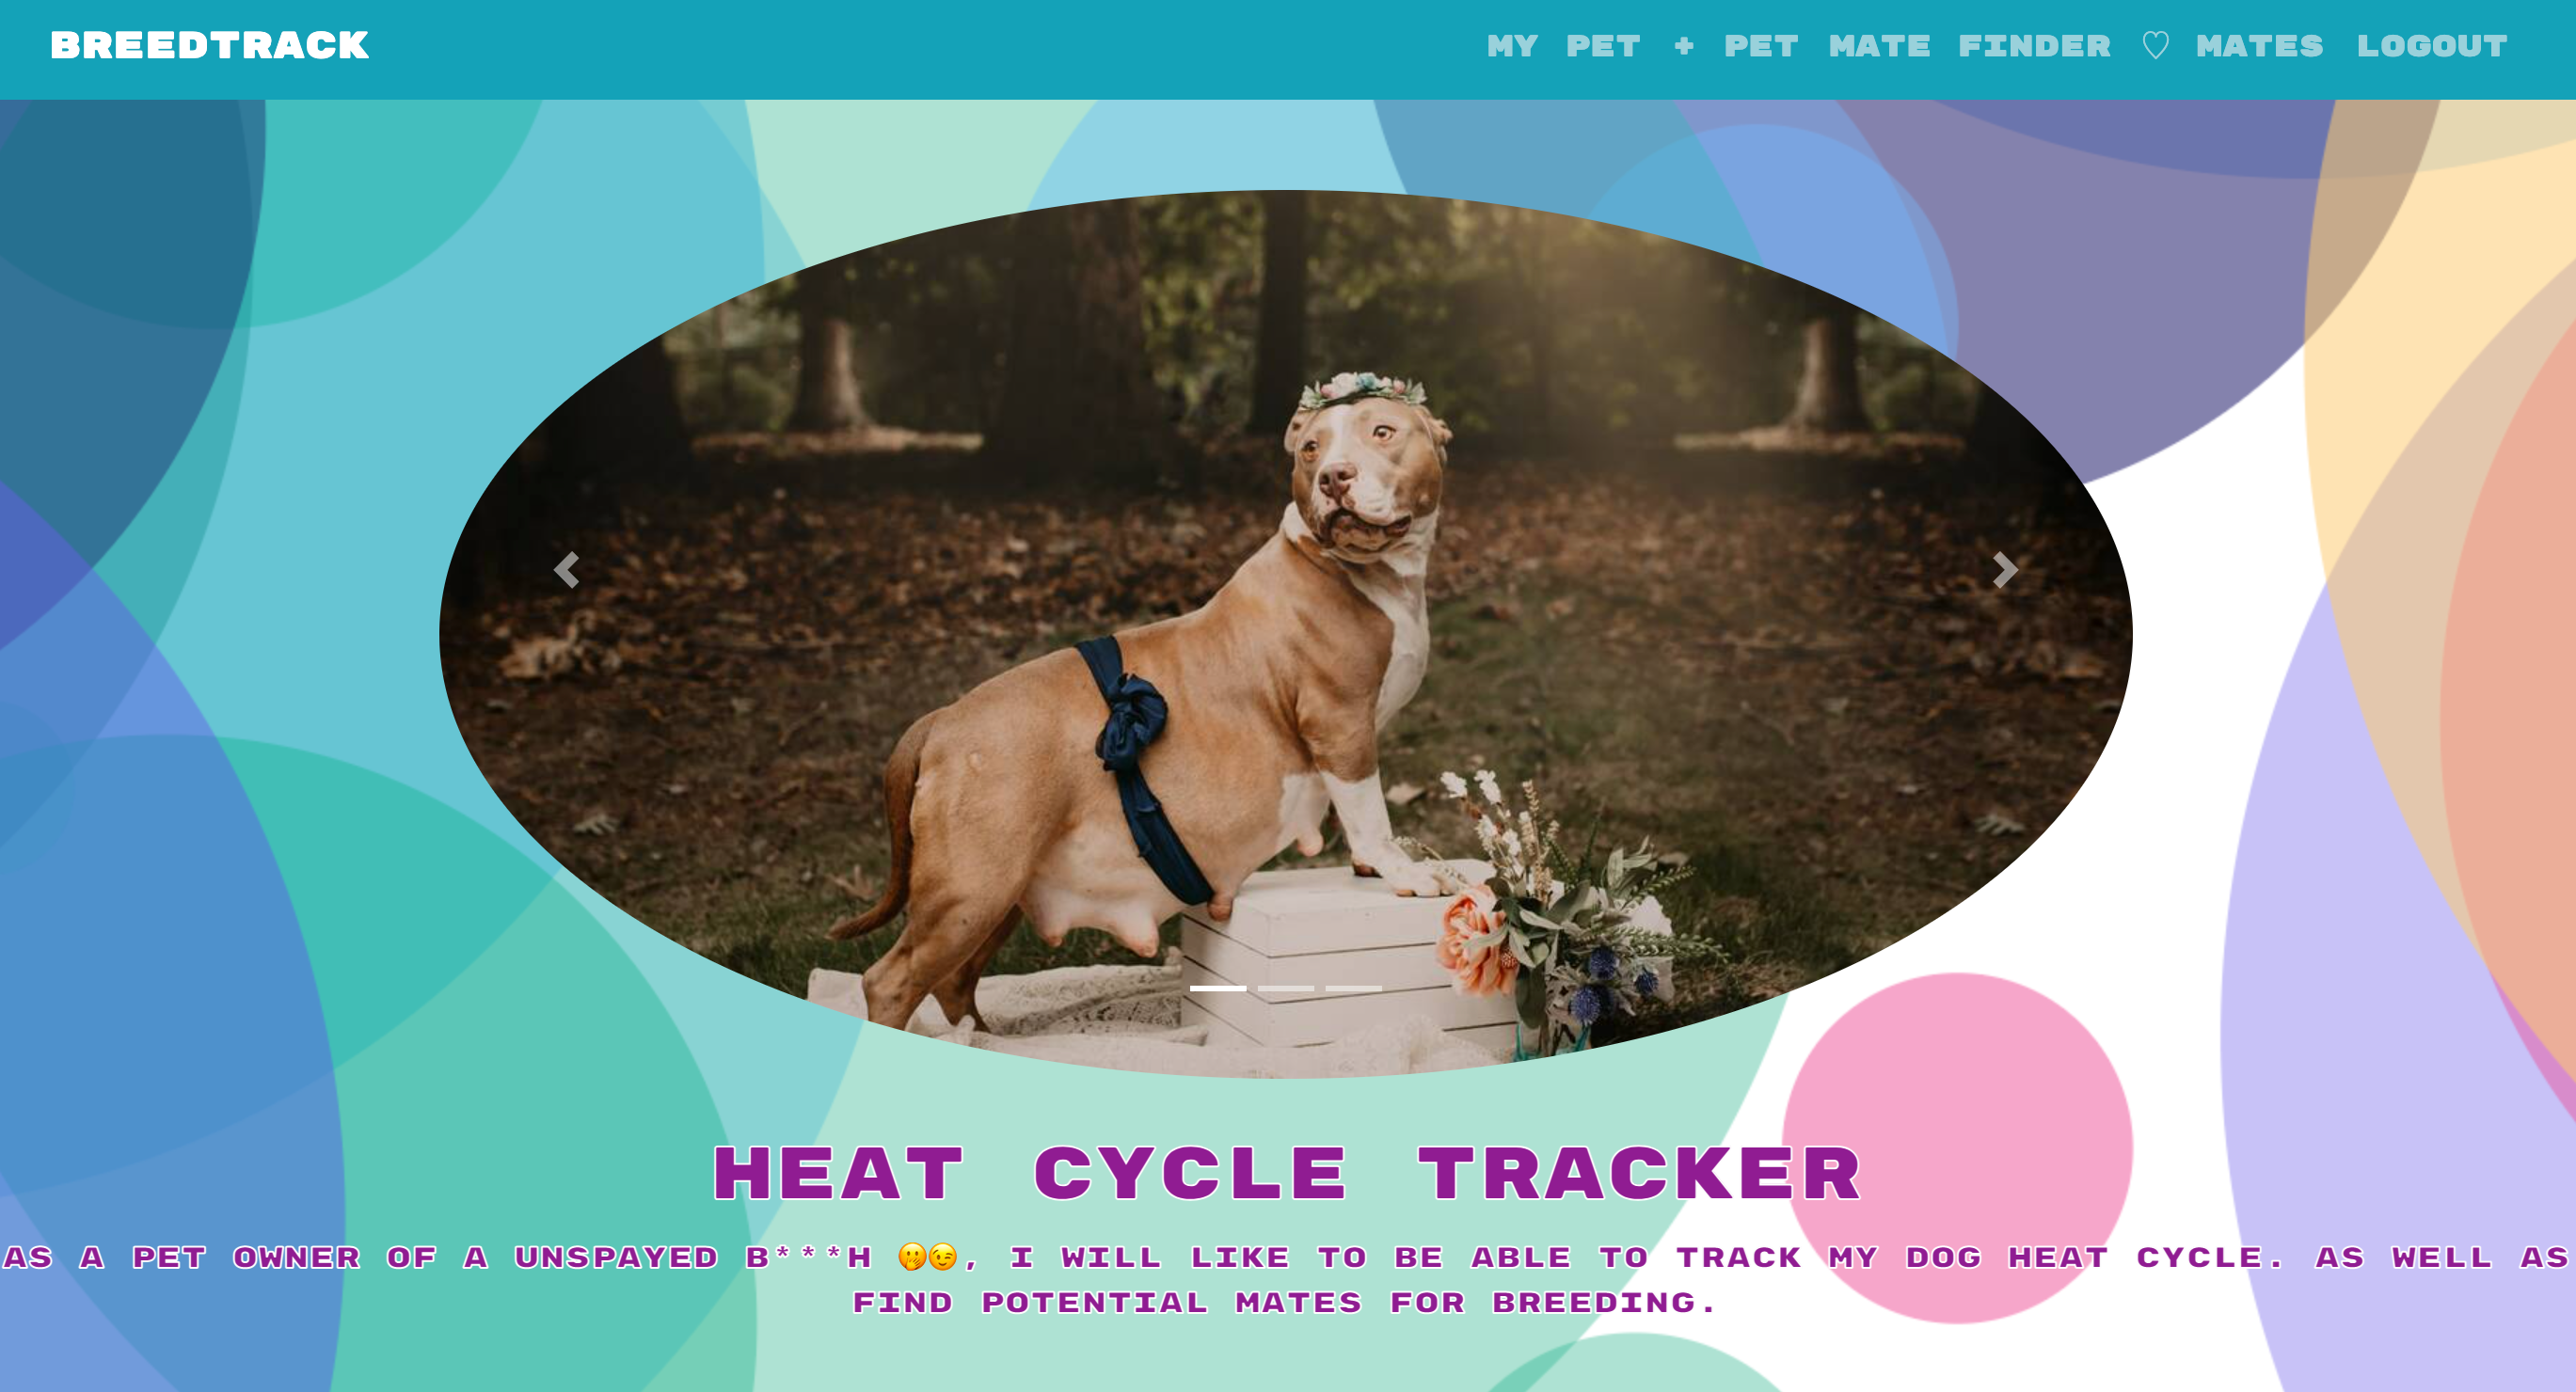 BREEDTRACK
MY PET + PET MATE FINDER ♡ MATES LOGOUT
HEAT CYCLE TRACKER
AS A PET OWNER OF A UNSPAYED B***H 🤭😉, I WILL LIKE TO BE ABLE TO TRACK MY DOG HEAT CYCLE. AS WELL AS
FIND POTENTIAL MATES FOR BREEDING.